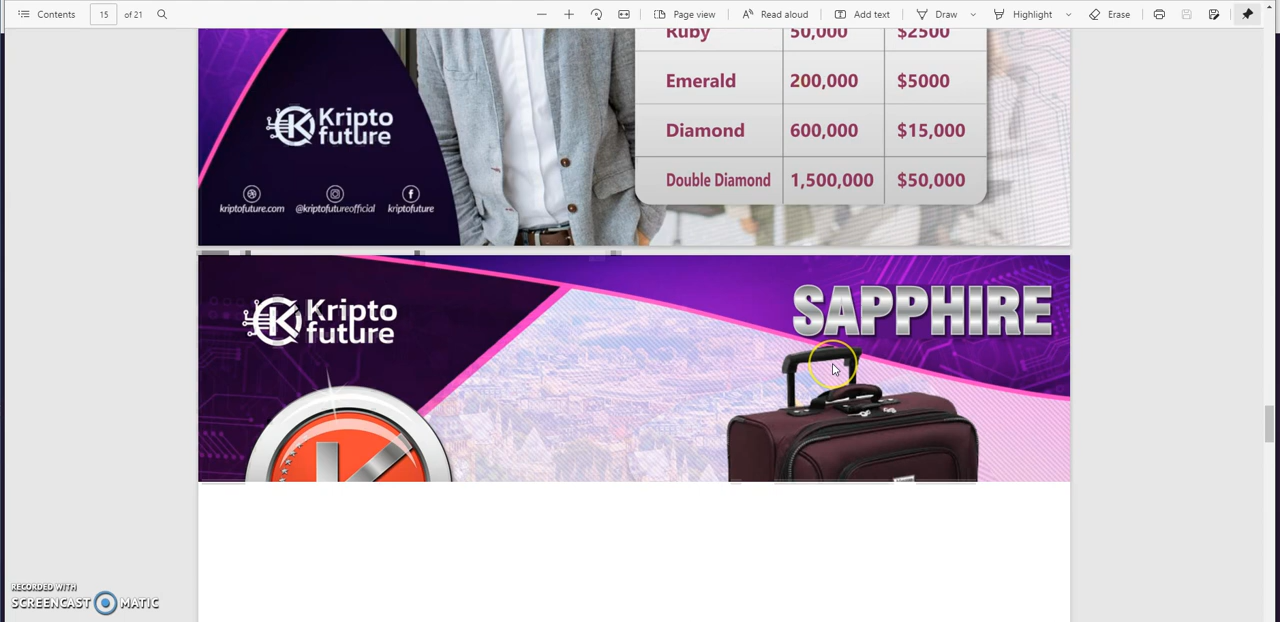 Contents 15 of 21 Page view Read aloud Add text Draw Highlight Erase
Ruby 50,000 $2500
Emerald 200,000 $5000
Kripto
future
Diamond 600,000 $15,000
Double Diamond 1,500,000 $50,000
kriptofuture.com @kriptofutureofficial kriptofuture
Kripto
future
SAPPHIRE
RECORDED WITH
SCREENCAST MATIC